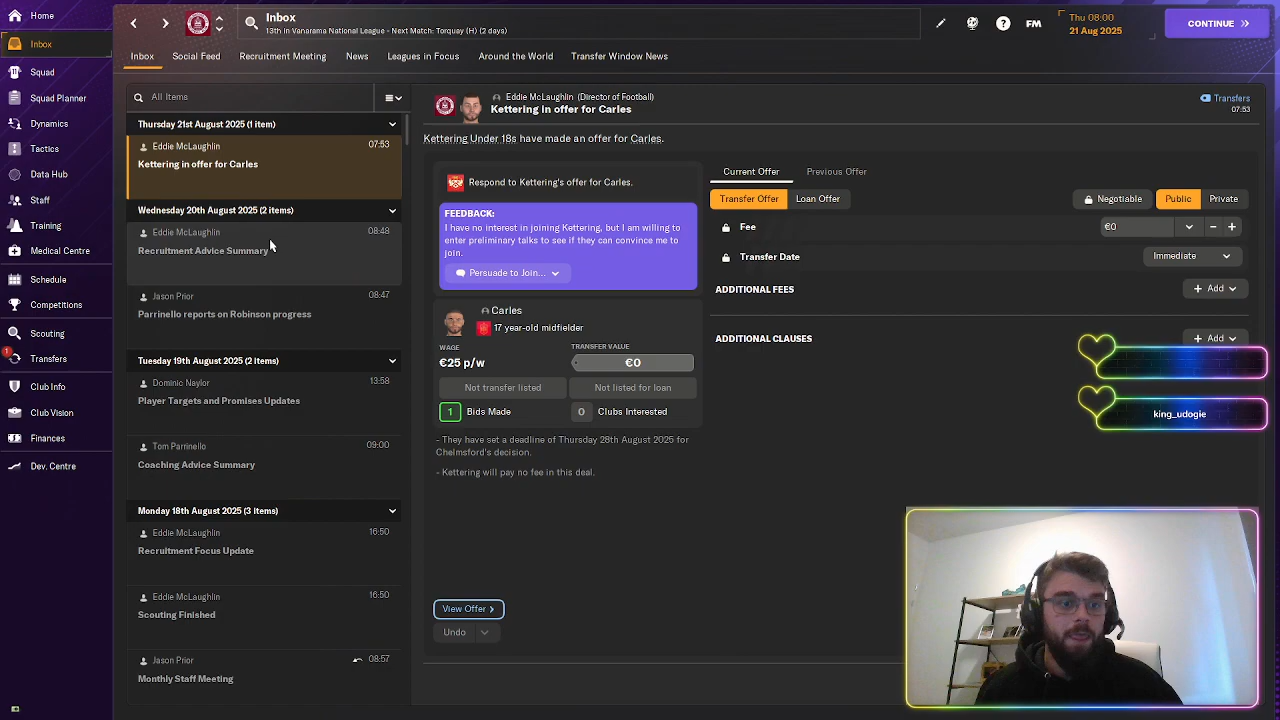 Home
Inbox
Squad
Squad Planner
Dynamics
Tactics
Data Hub
Staff
Training
Medical Centre
Schedule
Competitions
Scouting
1
Transfers
Club Info
Club Vision
Finances
Dev. Centre
Inbox
13th in Vanarama National League - Next Match: Torquay (H) (2 days)
FM
Thu 08:00
21 Aug 2025
CONTINUE
Inbox
Social Feed
Recruitment Meeting
News
Leagues in Focus
Around the World
Transfer Window News
All Items
Thursday 21st August 2025 (1 item)
Eddie McLaughlin
07:53
Kettering in offer for Carles
Wednesday 20th August 2025 (2 items)
Eddie McLaughlin
08:48
Recruitment Advice Summary
Jason Prior
08:47
Parrinello reports on Robinson progress
Tuesday 19th August 2025 (2 items)
Dominic Naylor
13:58
Player Targets and Promises Updates
Tom Parrinello
09:00
Coaching Advice Summary
Monday 18th August 2025 (3 items)
Eddie McLaughlin
16:50
Recruitment Focus Update
Eddie McLaughlin
16:50
Scouting Finished
Jason Prior
08:57
Monthly Staff Meeting
Eddie McLaughlin (Director of Football)
Kettering in offer for Carles
Transfers
07:53
Kettering Under 18s have made an offer for Carles.
Respond to Kettering's offer for Carles.
FEEDBACK:
I have no interest in joining Kettering, but I am willing to
enter preliminary talks to see if they can convince me to
join.
Persuade to Join...
Carles
17 year-old midfielder
WAGE
TRANSFER VALUE
€25 p/w
€0
Not transfer listed
Not listed for loan
1
Bids Made
0
Clubs Interested
- They have set a deadline of Thursday 28th August 2025 for
Chelmsford's decision.
- Kettering will pay no fee in this deal.
View Offer
Undo
Current Offer
Previous Offer
Transfer Offer
Loan Offer
Negotiable
Public
Private
Fee
€0
Transfer Date
Immediate
ADDITIONAL FEES
Add
ADDITIONAL CLAUSES
Add
king_udogie